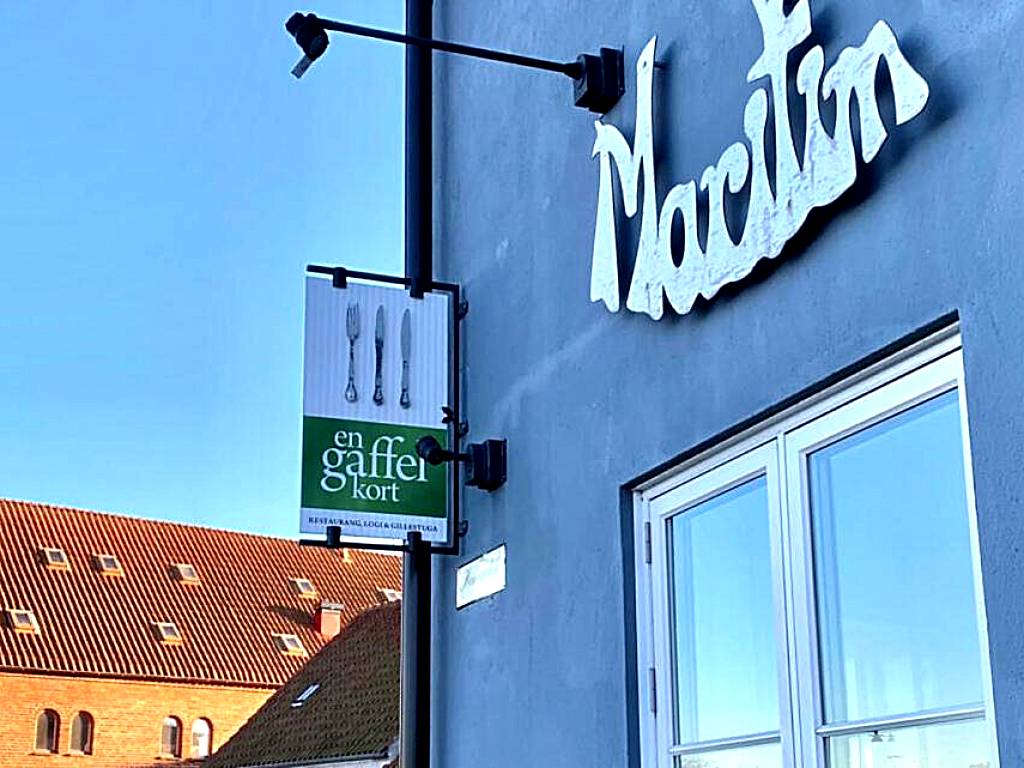 Maritim
en
gaffel
kort
RESTAURANG, LOGI & GILLESTUGA